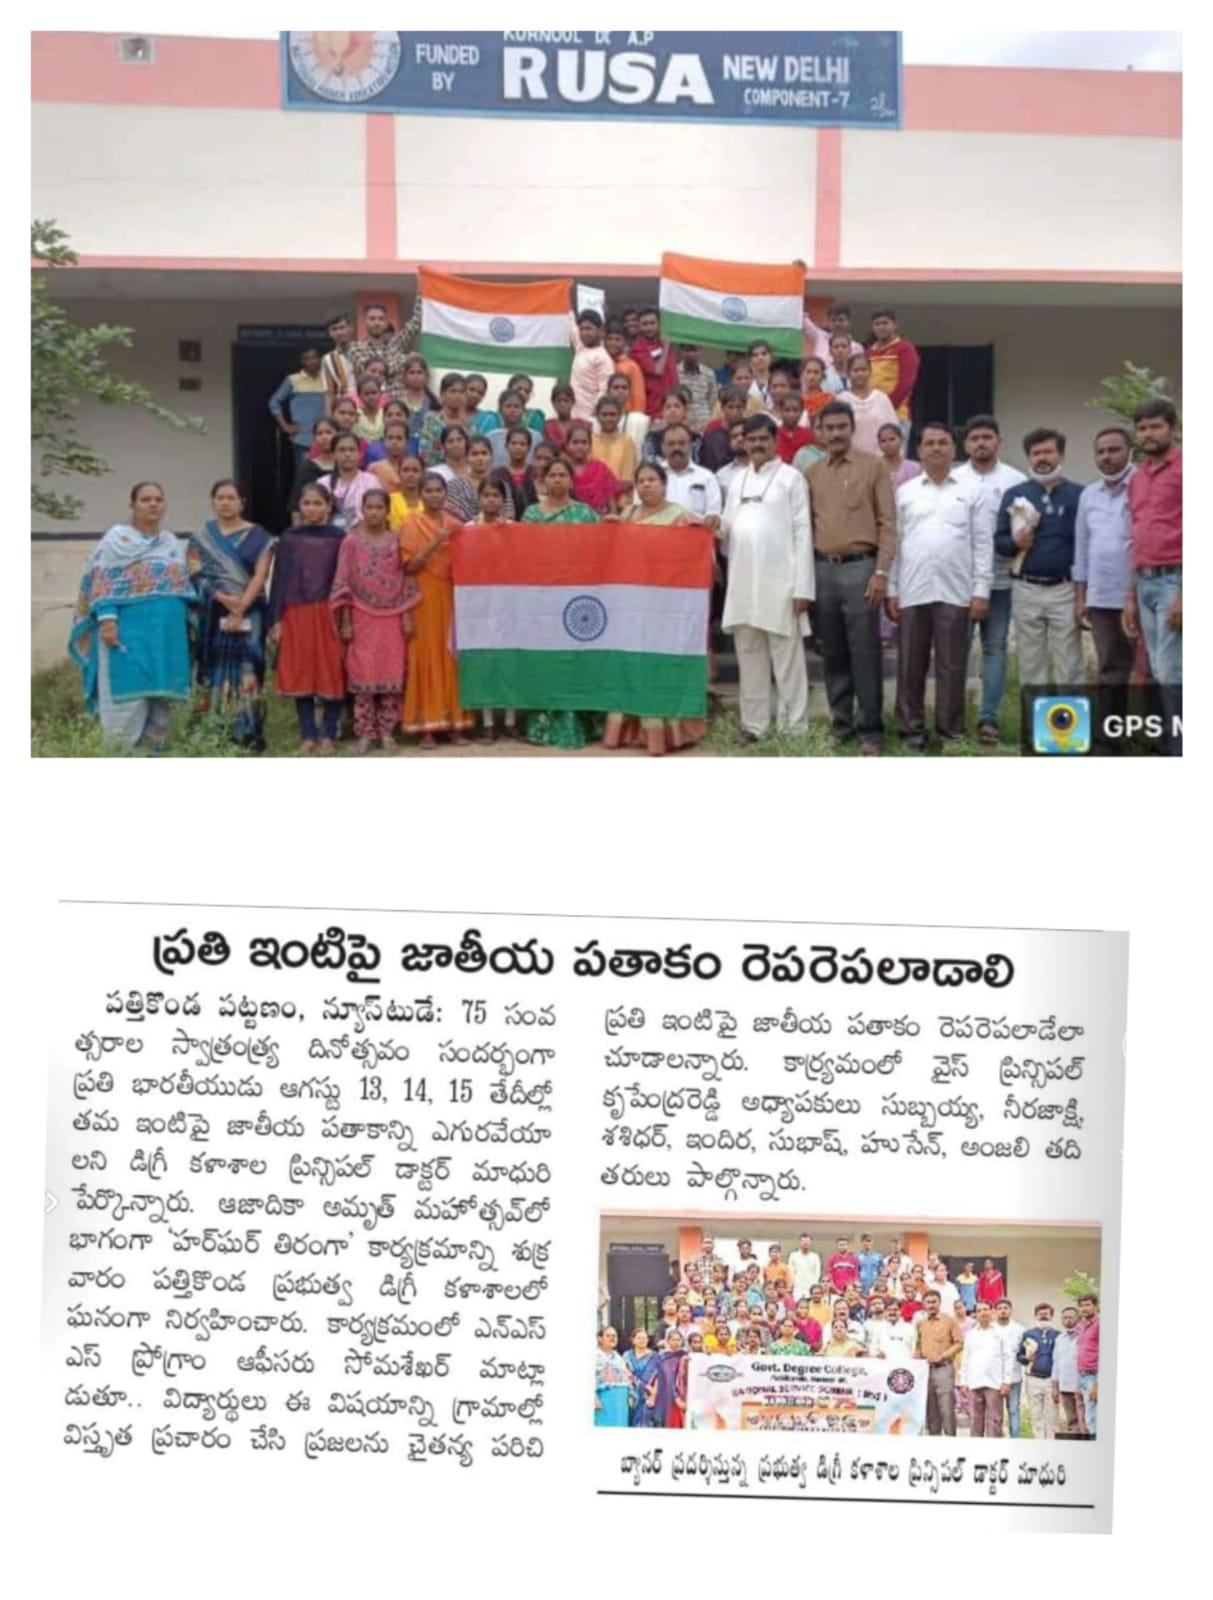 KURNOOL Dt A.P
FUNDED
BY
RUSA
NEW DELHI
COMPONENT-7
GPS
ప్రతి ఇంటిపై జాతీయ పతాకం రెపరెపలాడాలి
పత్తికొండ పట్టణం, న్యూస్‌టుడే: 75 సంవ
త్సరాల స్వాత్రంత్ర్య దినోత్సవం సందర్భంగా
ప్రతి భారతీయుడు ఆగస్టు 13, 14, 15 తేదీల్లో
తమ ఇంటిపై జాతీయ పతాకాన్ని ఎగురవేయా
లని డిగ్రీ కళాశాల ప్రిన్సిపల్ డాక్టర్ మాధురి
పేర్కొన్నారు. ఆజాదికా అమృత్ మహోత్సవ్‌లో
భాగంగా 'హర్‌ఘర్ తిరంగా' కార్యక్రమాన్ని శుక్ర
వారం పత్తికొండ ప్రభుత్వ డిగ్రీ కళాశాలలో
ఘనంగా నిర్వహించారు. కార్యక్రమంలో ఎన్ఎస్
ఎస్ ప్రోగ్రాం ఆఫీసరు సోమశేఖర్ మాట్లా
డుతూ.. విద్యార్థులు ఈ విషయాన్ని గ్రామాల్లో
విస్తృత ప్రచారం చేసి ప్రజలను చైతన్య పరిచి
ప్రతి ఇంటిపై జాతీయ పతాకం రెపరెపలాడేలా
చూడాలన్నారు. కార్యమంలో వైస్ ప్రిన్సిపల్
కృపేంద్రరెడ్డి అధ్యాపకులు సుబ్బయ్య, నీరజాక్షి,
శశిధర్, ఇందిర, సుభాష్, హుసేన్, అంజలి తది
తరులు పాల్గొన్నారు.
Govt. Degree College,
NATIONAL SERVICE SCHEME
బ్యానర్ ప్రదర్శిస్తున్న ప్రభుత్వ డిగ్రీ కళాశాల ప్రిన్సిపల్ డాక్టర్ మాధురి